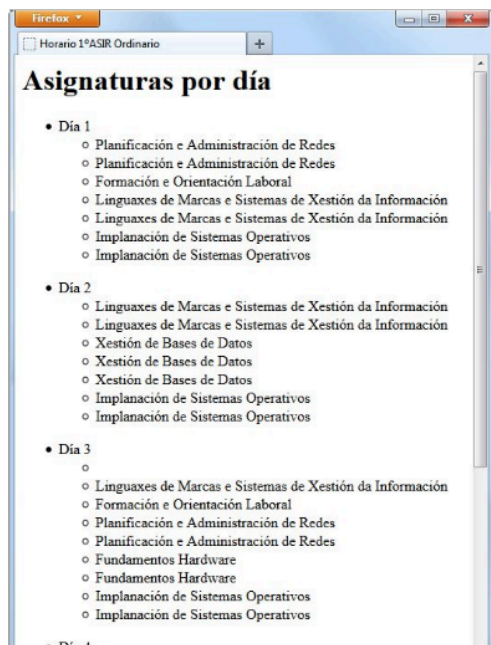 Firefox
Horario 1ºASIR Ordinario
Asignaturas por día
Día 1
Planificación e Administración de Redes
Planificación e Administración de Redes
Formación e Orientación Laboral
Linguaxes de Marcas e Sistemas de Xestión da Información
Linguaxes de Marcas e Sistemas de Xestión da Información
Implanación de Sistemas Operativos
Implanación de Sistemas Operativos
Día 2
Linguaxes de Marcas e Sistemas de Xestión da Información
Linguaxes de Marcas e Sistemas de Xestión da Información
Xestión de Bases de Datos
Xestión de Bases de Datos
Xestión de Bases de Datos
Implanación de Sistemas Operativos
Implanación de Sistemas Operativos
Día 3
Linguaxes de Marcas e Sistemas de Xestión da Información
Formación e Orientación Laboral
Planificación e Administración de Redes
Planificación e Administración de Redes
Fundamentos Hardware
Fundamentos Hardware
Implanación de Sistemas Operativos
Implanación de Sistemas Operativos